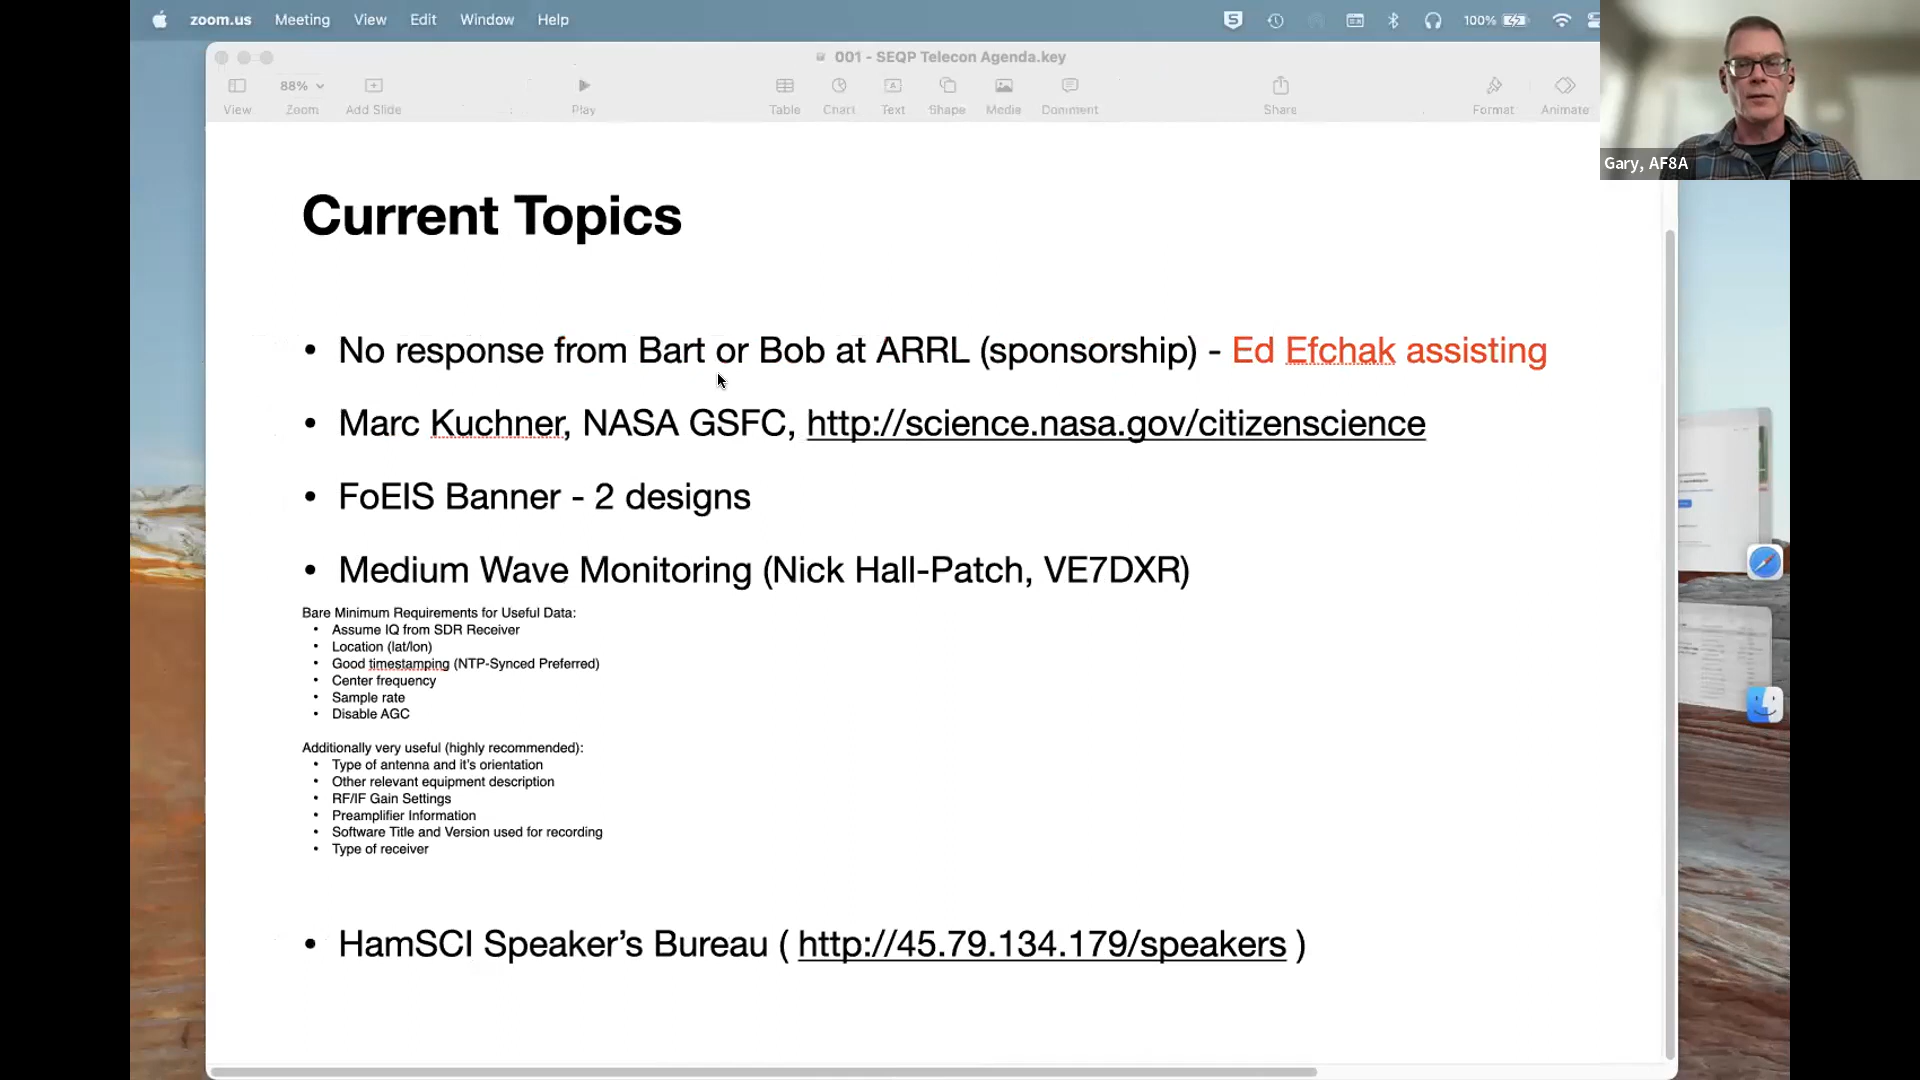 zoom.us Meeting View Edit Window Help 100%
001 - SEQP Telecon Agenda.key
88%
View Zoom Add Slide Play Table Chart Text Shape Media Comment Share Format Animate
Gary, AF8A
Current Topics
• No response from Bart or Bob at ARRL (sponsorship) - Ed Efchak assisting
• Marc Kuchner, NASA GSFC, http://science.nasa.gov/citizenscience
• FoEIS Banner - 2 designs
• Medium Wave Monitoring (Nick Hall-Patch, VE7DXR)
Bare Minimum Requirements for Useful Data:
• Assume IQ from SDR Receiver
• Location (lat/lon)
• Good timestamping (NTP-Synced Preferred)
• Center frequency
• Sample rate
• Disable AGC
Additionally very useful (highly recommended):
• Type of antenna and it's orientation
• Other relevant equipment description
• RF/IF Gain Settings
• Preamplifier Information
• Software Title and Version used for recording
• Type of receiver
• HamSCI Speaker's Bureau ( http://45.79.134.179/speakers )